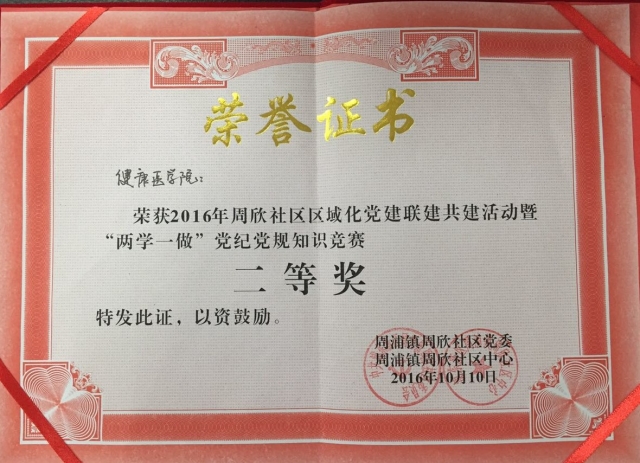 荣誉证书
健康医学院：
荣获2016年周欣社区区域化党建联建共建活动暨
“两学一做”党纪党规知识竞赛
二等奖
特发此证，以资鼓励。
周浦镇周欣社区党委
周浦镇周欣社区中心
2016年10月10日